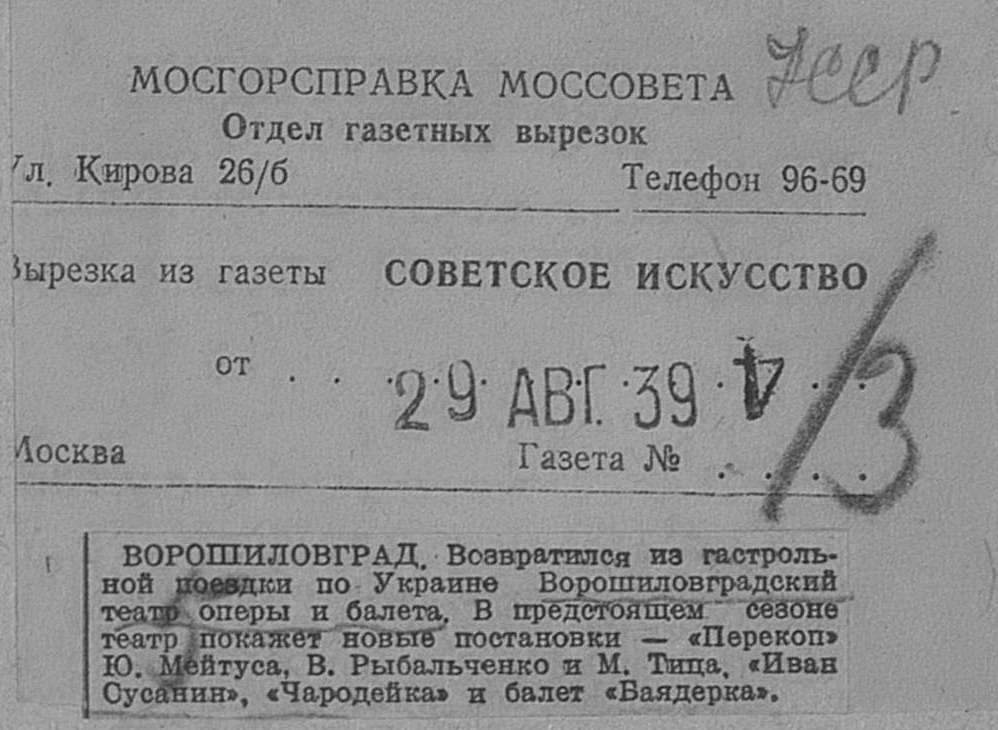 УССР
МОСГОРСПРАВКА МОССОВЕТА
Отдел газетных вырезок
Ул. Кирова 26/б Телефон 96-69
Вырезка из газеты СОВЕТСКОЕ ИСКУССТВО
от . . 29 АВГ. 39
Москва Газета № . . . .
13
ВОРОШИЛОВГРАД. Возвратился из гастроль-
ной поездки по Украине Ворошиловградский
театр оперы и балета. В предстоящем сезоне
театр покажет новые постановки — «Перекоп»
Ю. Мейтуса, В. Рыбальченко и М. Тица, «Иван
Сусанин», «Чародейка» и балет «Баядерка».